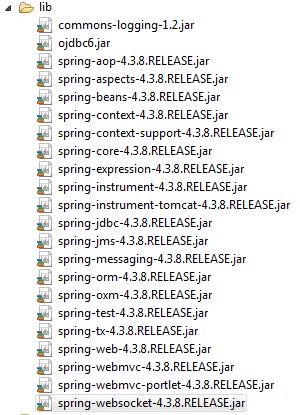 lib
commons-logging-1.2.jar
ojdbc6.jar
spring-aop-4.3.8.RELEASE.jar
spring-aspects-4.3.8.RELEASE.jar
spring-beans-4.3.8.RELEASE.jar
spring-context-4.3.8.RELEASE.jar
spring-context-support-4.3.8.RELEASE.jar
spring-core-4.3.8.RELEASE.jar
spring-expression-4.3.8.RELEASE.jar
spring-instrument-4.3.8.RELEASE.jar
spring-instrument-tomcat-4.3.8.RELEASE.jar
spring-jdbc-4.3.8.RELEASE.jar
spring-jms-4.3.8.RELEASE.jar
spring-messaging-4.3.8.RELEASE.jar
spring-orm-4.3.8.RELEASE.jar
spring-oxm-4.3.8.RELEASE.jar
spring-test-4.3.8.RELEASE.jar
spring-tx-4.3.8.RELEASE.jar
spring-web-4.3.8.RELEASE.jar
spring-webmvc-4.3.8.RELEASE.jar
spring-webmvc-portlet-4.3.8.RELEASE.jar
spring-websocket-4.3.8.RELEASE.jar